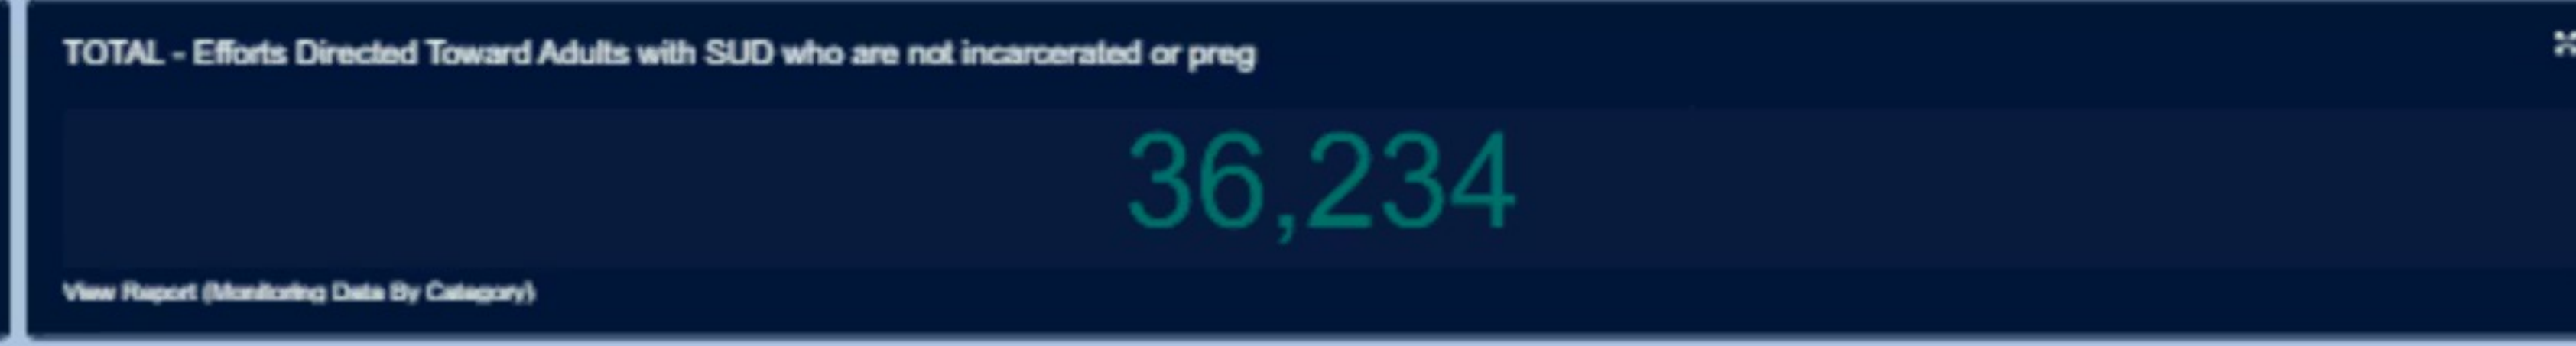 TOTAL - Efforts Directed Toward Adults with SUD who are not incarcerated or preg
36,234
View Report (Monitoring Data By Category)